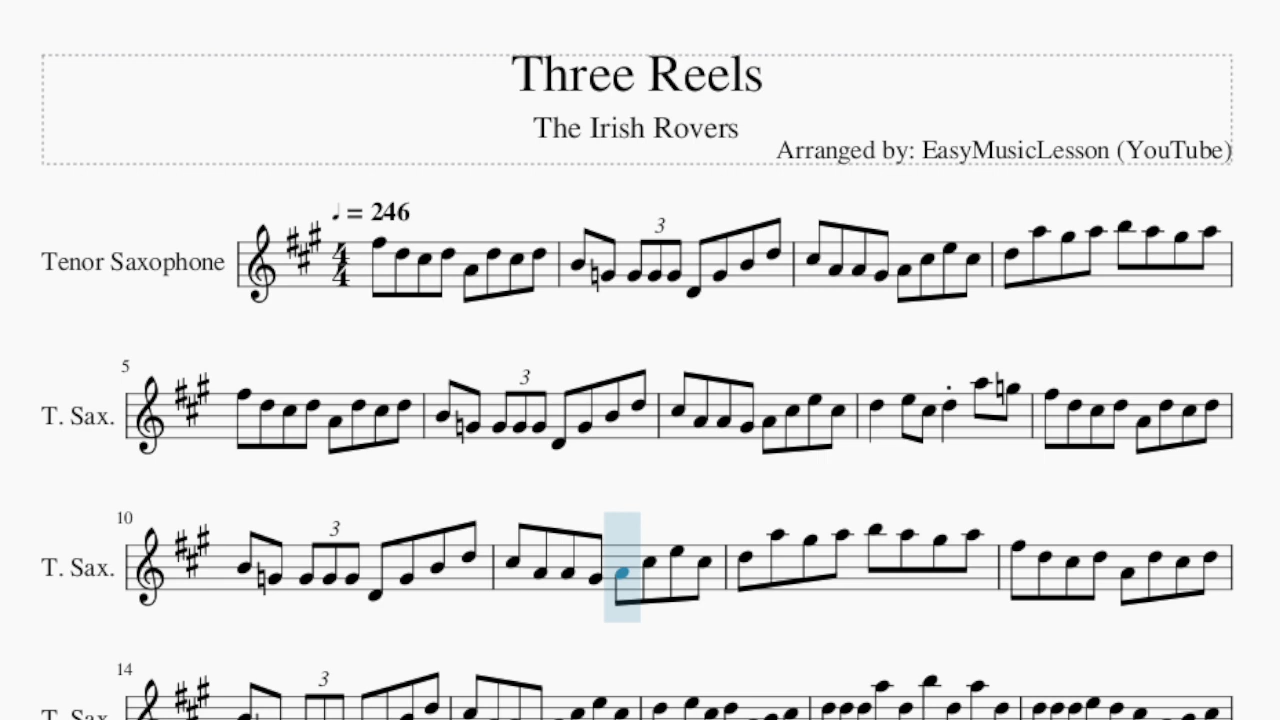 Three Reels
The Irish Rovers
Arranged by: EasyMusicLesson (YouTube)
♩ = 246
Tenor Saxophone
4
4
3
5
T. Sax.
3
10
T. Sax.
3
14
T. Sax.
3